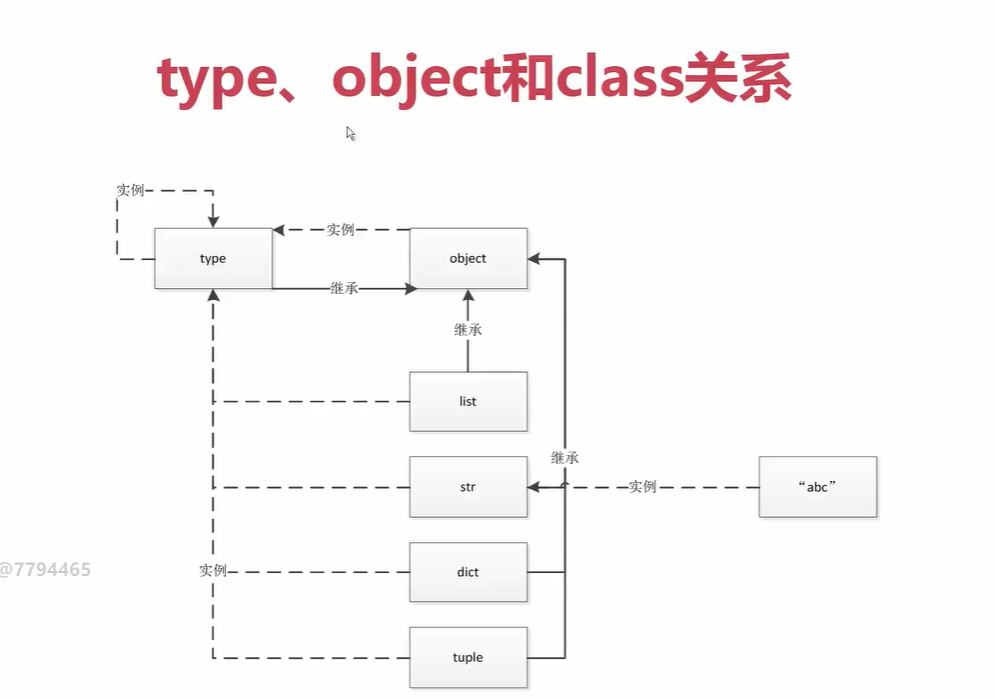 type、object和class关系
实例
type
实例
object
继承
继承
list
继承
str
实例
“abc”
@7794465
实例
dict
tuple